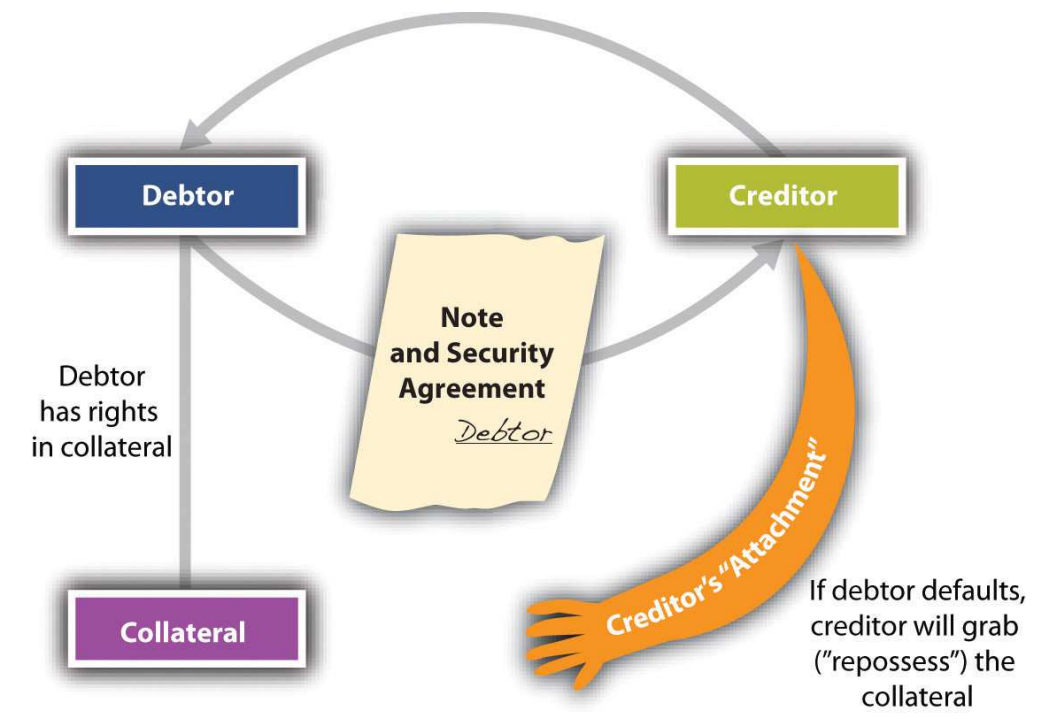 Debtor
Creditor
Note
and Security
Agreement
Debtor
Debtor
has rights
in collateral
Collateral
Creditor's "Attachment"
If debtor defaults,
creditor will grab
("repossess") the
collateral